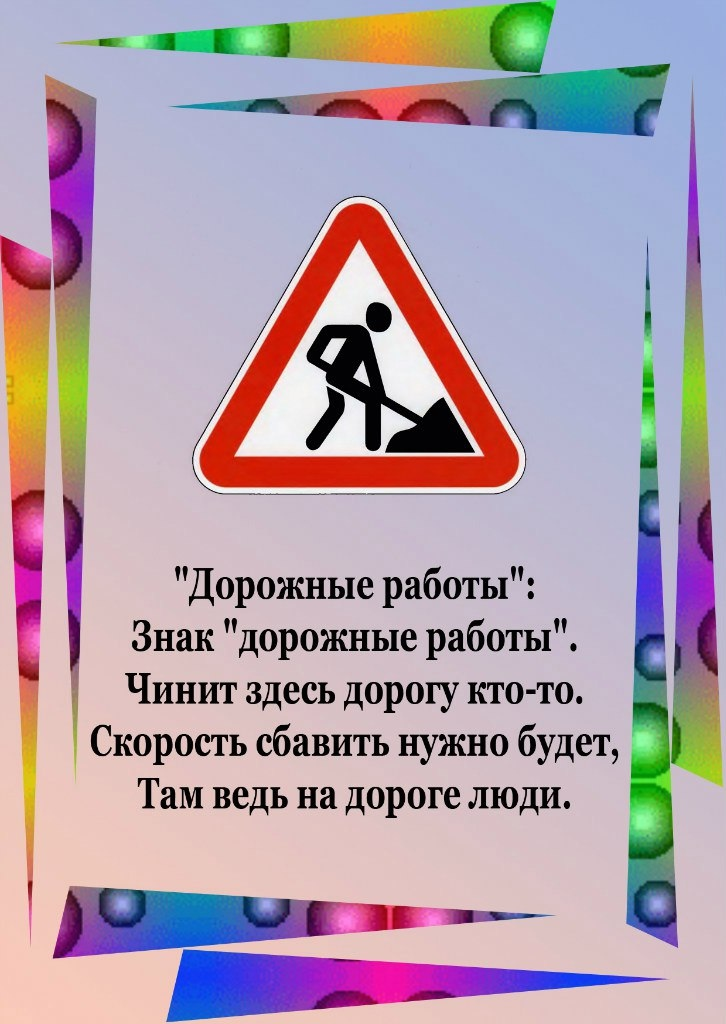 "Дорожные работы":
Знак "дорожные работы".
Чинит здесь дорогу кто-то.
Скорость сбавить нужно будет,
Там ведь на дороге люди.